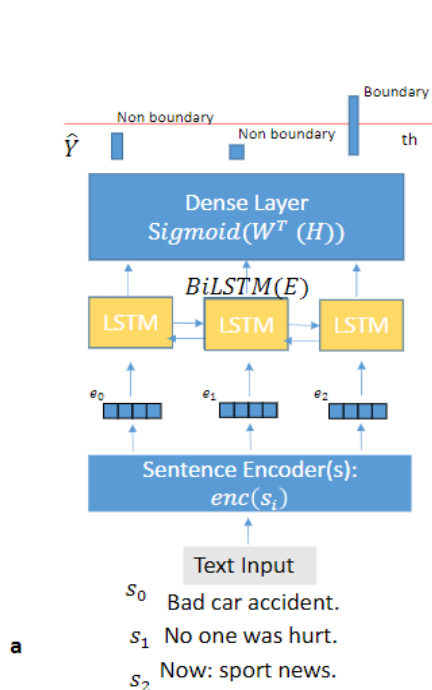 Boundary
Non boundary
Ŷ
Non boundary
th
Dense Layer
Sigmoid(Wᵀ (H))
BiLSTM(E)
LSTM LSTM LSTM
e₀ e₁ e₂
Sentence Encoder(s):
enc(sᵢ)
Text Input
s₀ Bad car accident.
a
s₁ No one was hurt.
s₂ Now: sport news.